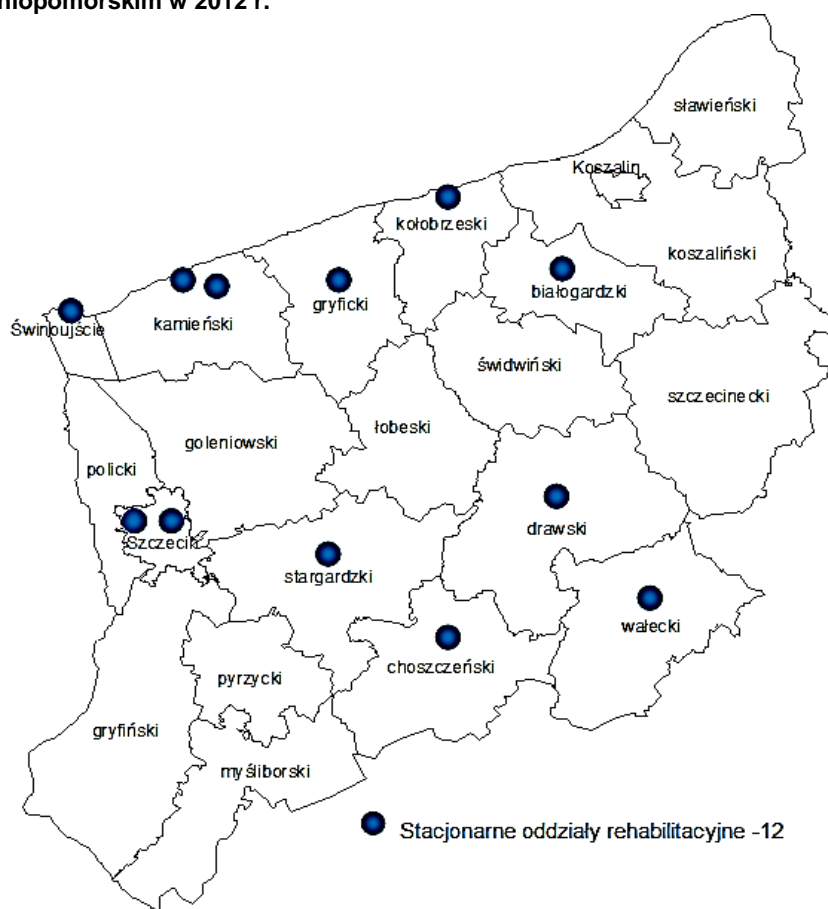 niopomorskim w 2012 r.
sławieński
Koszalin
kołobrzeski
koszaliński
białogardzki
gryficki
kamieński
Świnoujście
świdwiński
szczecinecki
łobeski
goleniowski
policki
drawski
Szczecin
stargardzki
wałecki
choszczeński
pyrzycki
gryfiński
myśliborski
Stacjonarne oddziały rehabilitacyjne -12